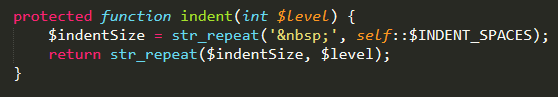 protected function indent(int $level) {
    $indentSize = str_repeat('&nbsp;', self::$INDENT_SPACES);
    return str_repeat($indentSize, $level);
}